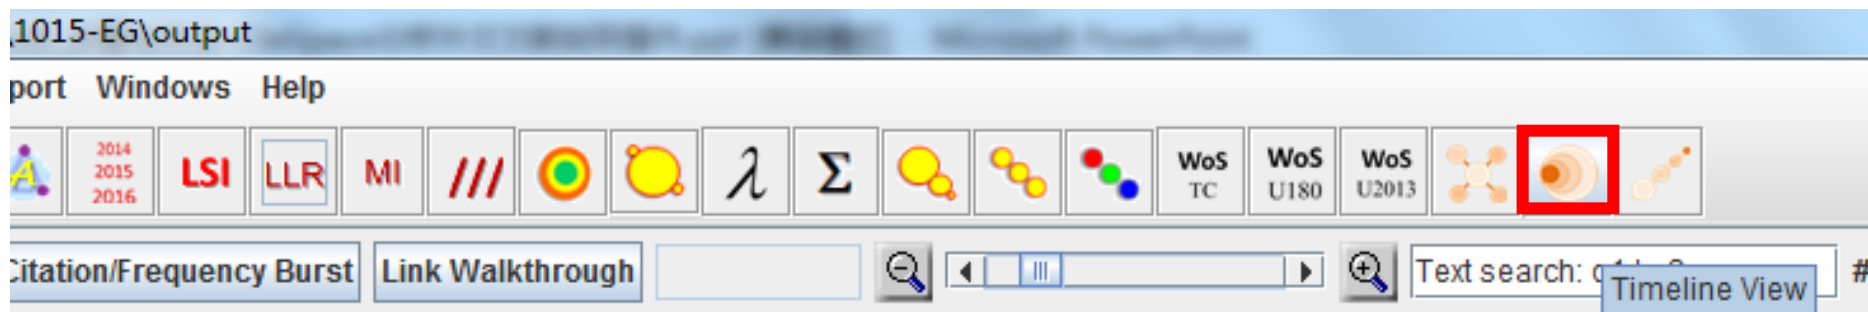 \1015-EG\output
port Windows Help
A 2014 2015 2016 LSI LLR MI /// λ Σ WoS TC WoS U180 WoS U2013
Citation/Frequency Burst Link Walkthrough Text search: #
Timeline View